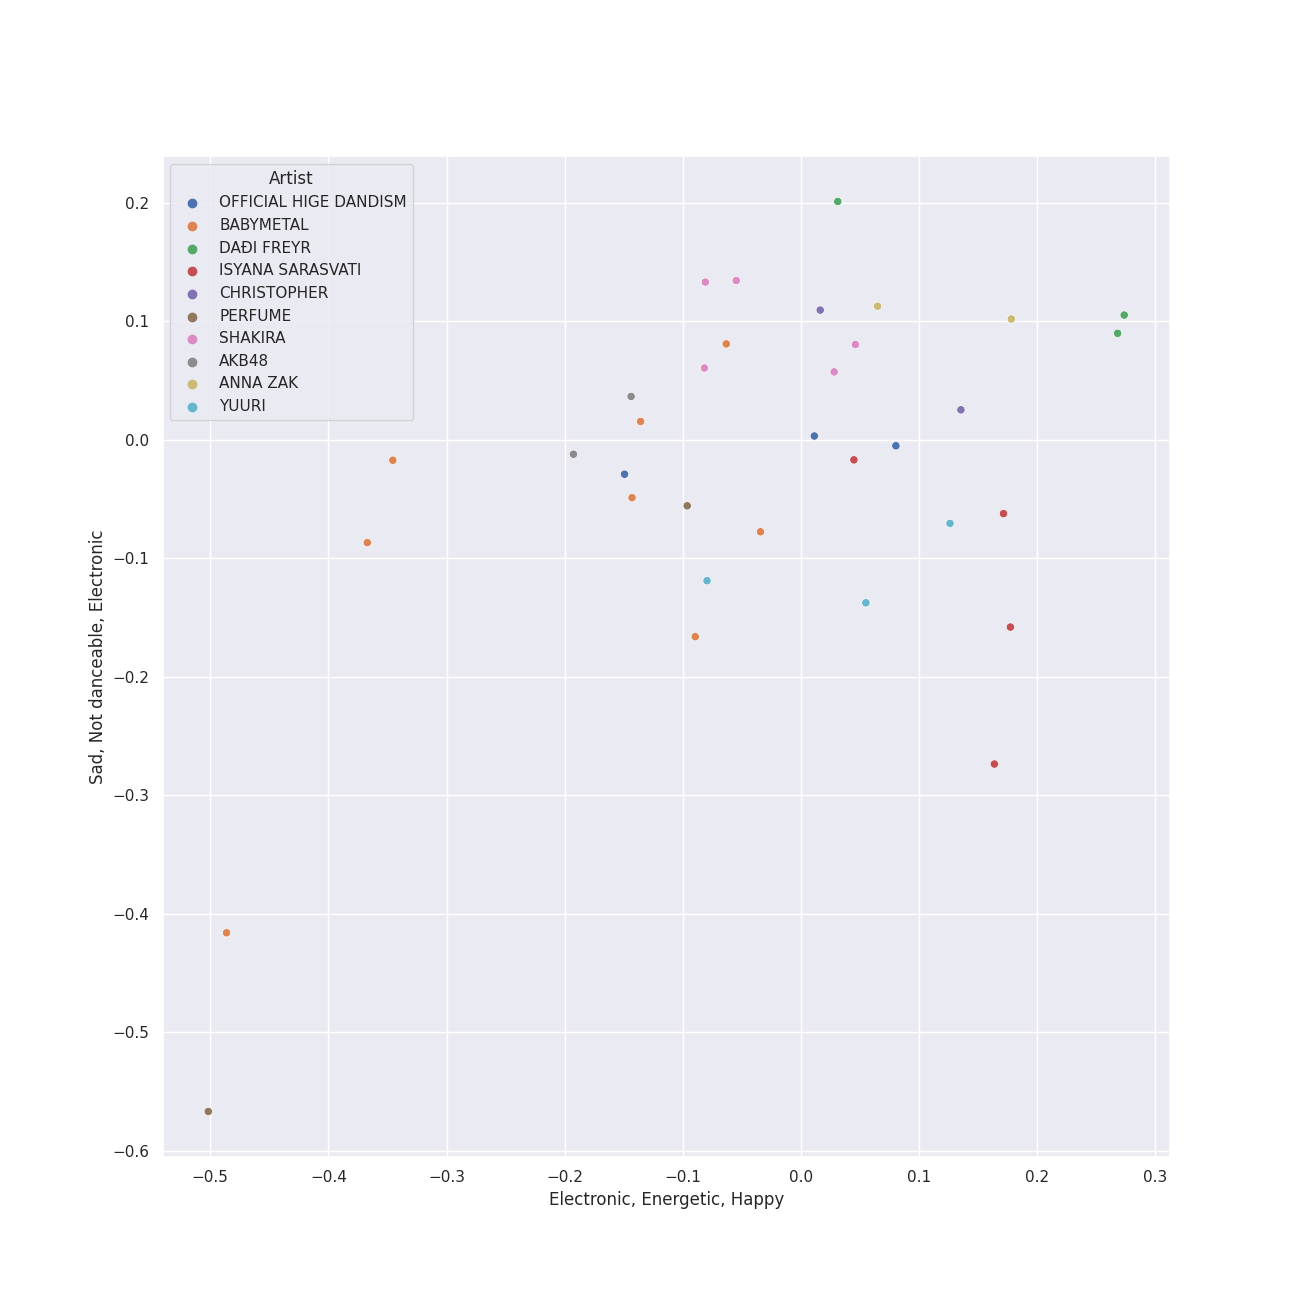 Artist
OFFICIAL HIGE DANDISM
BABYMETAL
DAÐI FREYR
ISYANA SARASVATI
CHRISTOPHER
PERFUME
SHAKIRA
AKB48
ANNA ZAK
YUURI
0.2
0.1
0.0
−0.1
−0.2
−0.3
−0.4
−0.5
−0.6
Sad, Not danceable, Electronic
−0.5 −0.4 −0.3 −0.2 −0.1 0.0 0.1 0.2 0.3
Electronic, Energetic, Happy